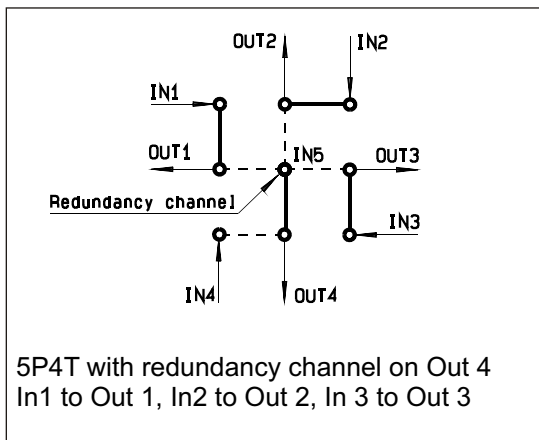 OUT2 IN2
IN1
OUT1 IN5 OUT3
Redundancy channel
IN3
IN4 OUT4
5P4T with redundancy channel on Out 4
In1 to Out 1, In2 to Out 2, In 3 to Out 3